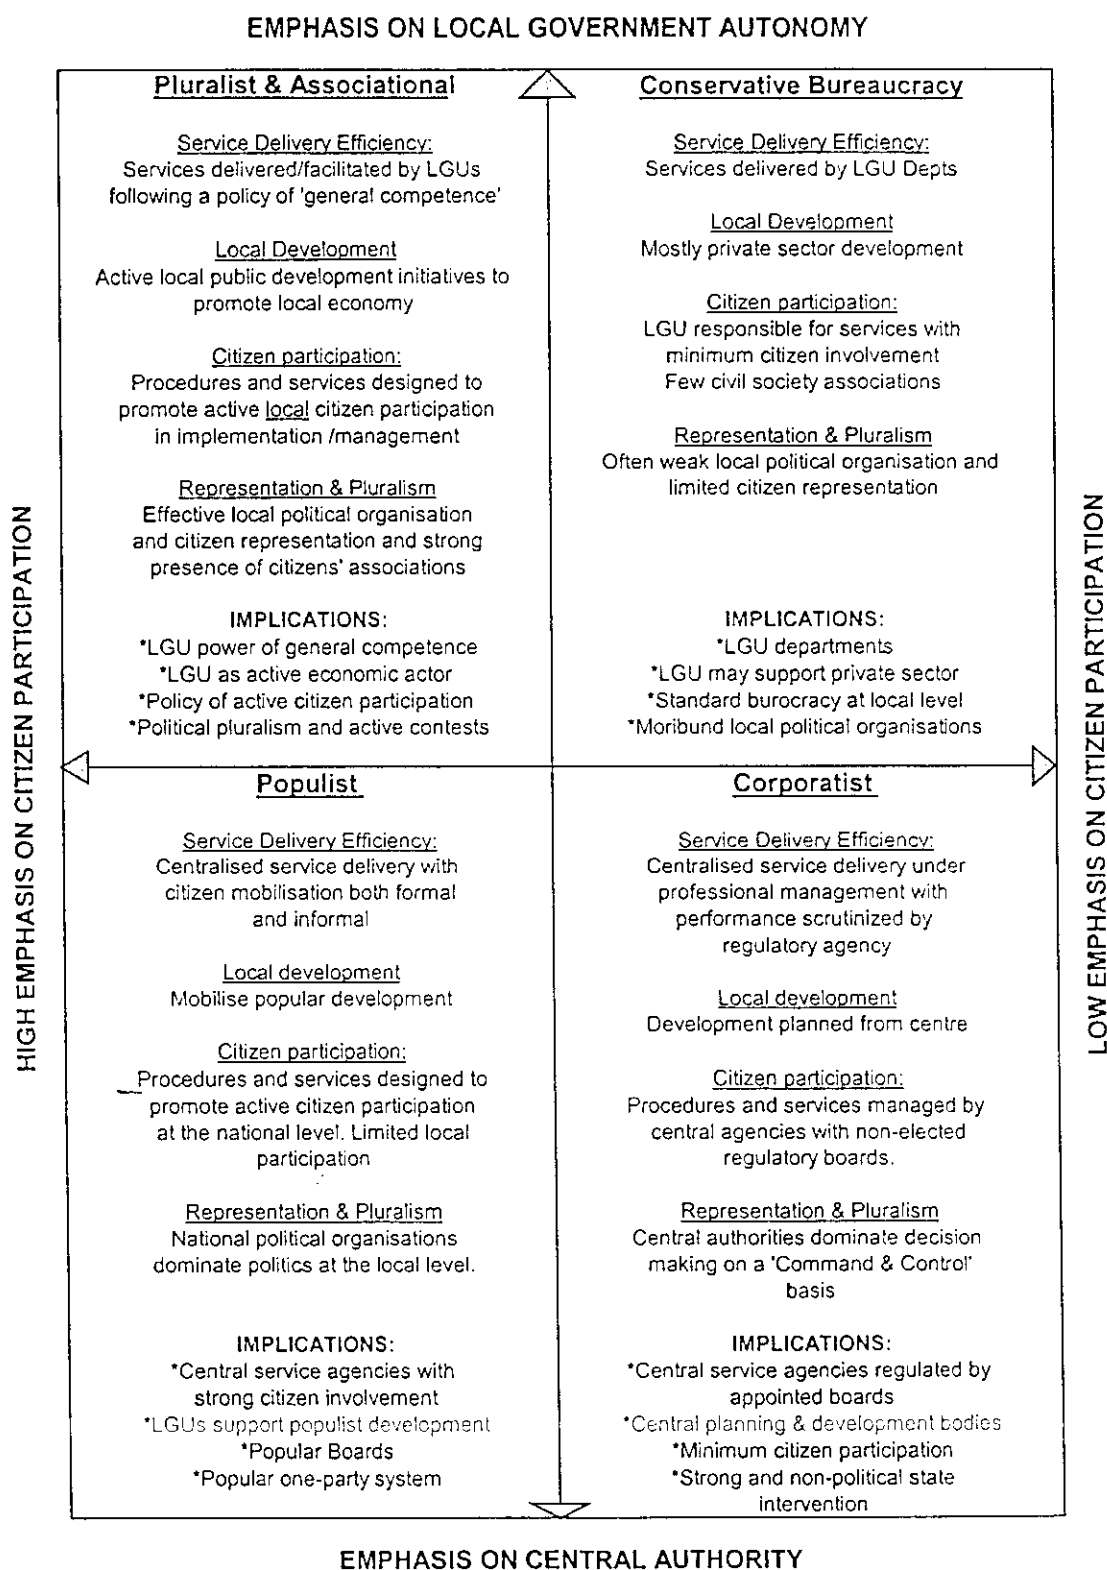 EMPHASIS ON LOCAL GOVERNMENT AUTONOMY
HIGH EMPHASIS ON CITIZEN PARTICIPATION
Pluralist & Associational
Service Delivery Efficiency:
Services delivered/facilitated by LGUs
following a policy of 'general competence'
Local Development
Active local public development initiatives to
promote local economy
Citizen participation:
Procedures and services designed to
promote active local citizen participation
in implementation /management
Representation & Pluralism
Effective local political organisation
and citizen representation and strong
presence of citizens' associations
IMPLICATIONS:
*LGU power of general competence
*LGU as active economic actor
*Policy of active citizen participation
*Political pluralism and active contests
Conservative Bureaucracy
Service Delivery Efficiency:
Services delivered by LGU Depts
Local Development
Mostly private sector development
Citizen participation:
LGU responsible for services with
minimum citizen involvement
Few civil society associations
Representation & Pluralism
Often weak local political organisation and
limited citizen representation
IMPLICATIONS:
*LGU departments
*LGU may support private sector
*Standard burocracy at local level
*Moribund local political organisations
Populist
Service Delivery Efficiency:
Centralised service delivery with
citizen mobilisation both formal
and informal
Local development
Mobilise popular development
Citizen participation:
Procedures and services designed to
promote active citizen participation
at the national level. Limited local
participation
Representation & Pluralism
National political organisations
dominate politics at the local level.
IMPLICATIONS:
*Central service agencies with
strong citizen involvement
*LGUs support populist development
*Popular Boards
*Popular one-party system
Corporatist
Service Delivery Efficiency:
Centralised service delivery under
professional management with
performance scrutinized by
regulatory agency
Local development
Development planned from centre
Citizen participation:
Procedures and services managed by
central agencies with non-elected
regulatory boards.
Representation & Pluralism
Central authorities dominate decision
making on a 'Command & Control'
basis
IMPLICATIONS:
*Central service agencies regulated by
appointed boards
*Central planning & development bodies
*Minimum citizen participation
*Strong and non-political state
intervention
LOW EMPHASIS ON CITIZEN PARTICIPATION
EMPHASIS ON CENTRAL AUTHORITY